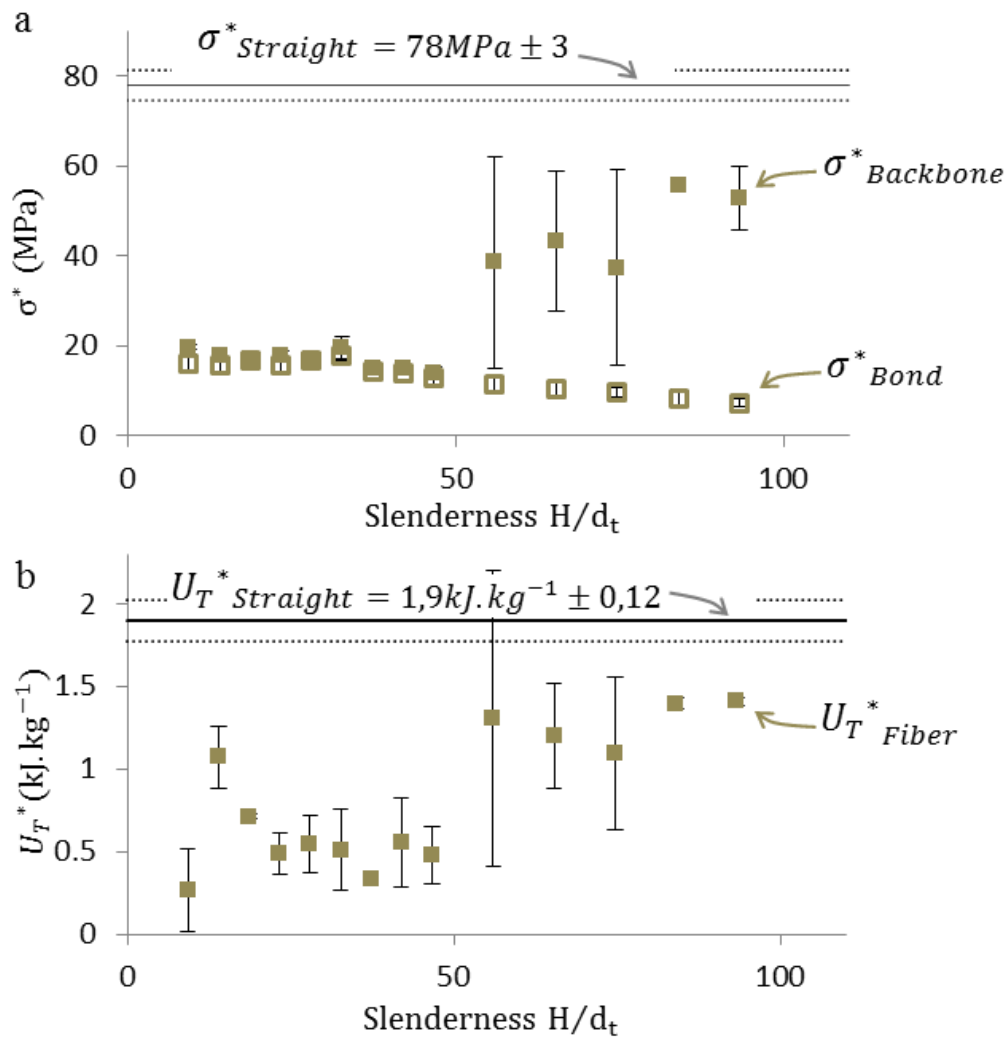 a
σ*Straight = 78MPa ± 3
80
60
40
20
0
σ* (MPa)
σ*Backbone
σ*Bond
0
50
100
Slenderness H/dt
b
UT*Straight = 1,9kJ.kg−1 ± 0,12
2
1.5
1
0.5
0
UT*(kJ.kg−1)
UT*Fiber
0
50
100
Slenderness H/dt